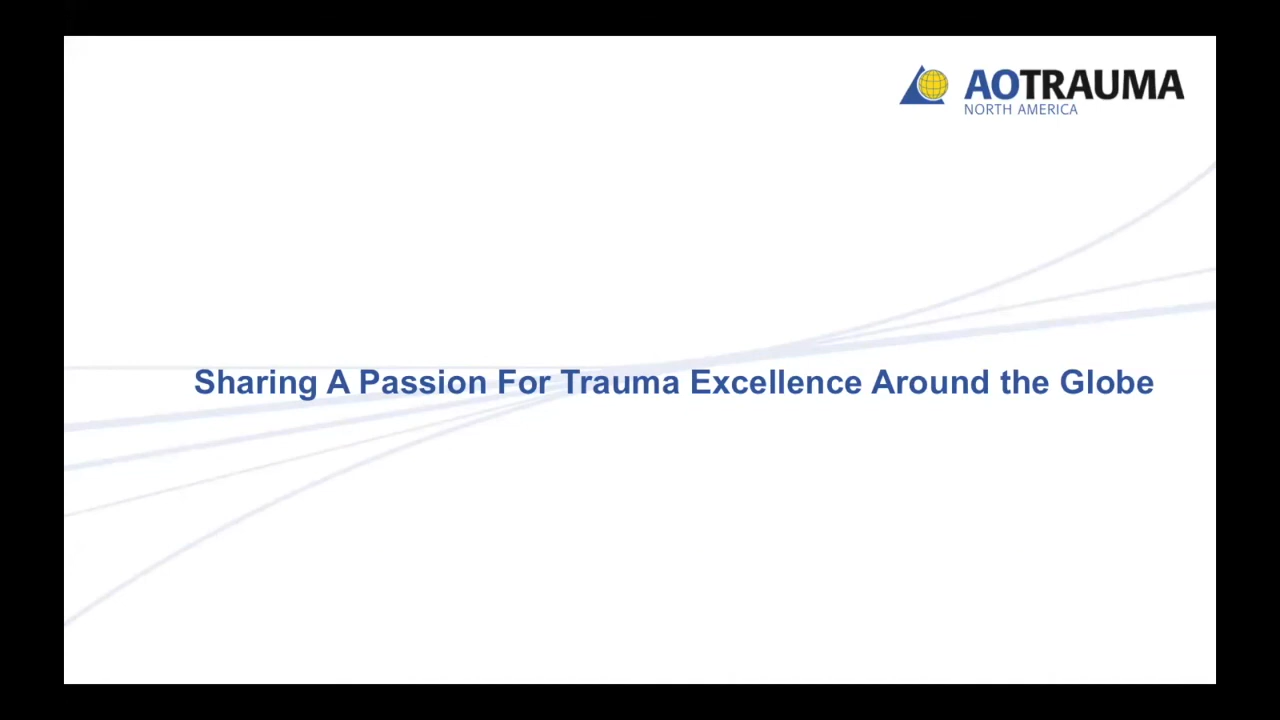 AOTRAUMA
NORTH AMERICA
Sharing A Passion For Trauma Excellence Around the Globe